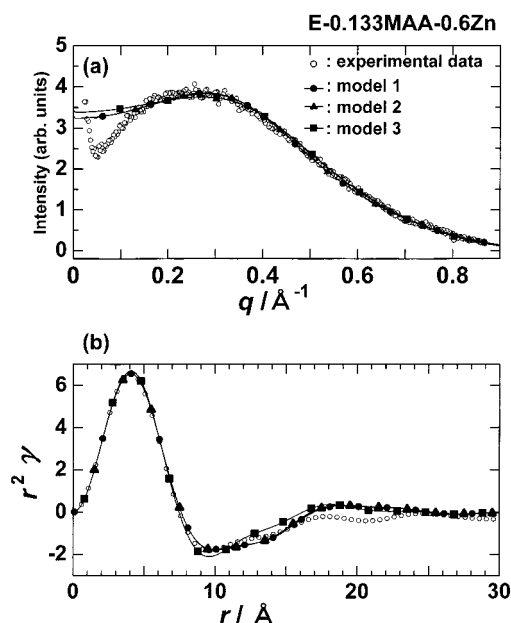 E-0.133MAA-0.6Zn
(a)
○ : experimental data
● : model 1
▲ : model 2
■ : model 3
Intensity (arb. units)
5
4
3
2
1
0
0 0.2 0.4 0.6 0.8
q / Å⁻¹
(b)
r² γ
6
4
2
0
-2
0 10 20 30
r / Å